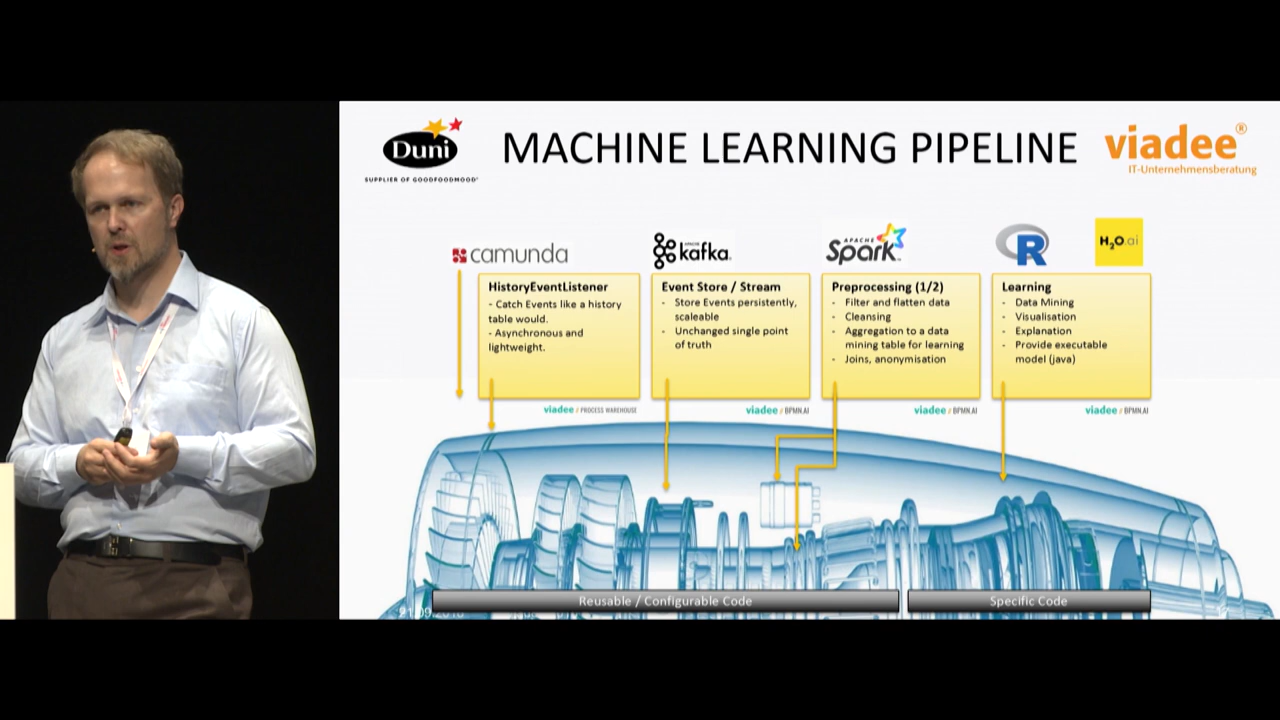 Duni
SUPPLIER OF GOODFOODMOOD®
MACHINE LEARNING PIPELINE
viadee®
IT-Unternehmensberatung
camunda
APACHE
kafka.
APACHE
Spark
R
H2O.ai
HistoryEventListener
- Catch Events like a history
table would.
- Asynchronous and
lightweight.
viadee // PROCESS WAREHOUSE
Event Store / Stream
- Store Events persistently,
scaleable
- Unchanged single point
of truth
viadee // BPMN.AI
Preprocessing (1/2)
- Filter and flatten data
- Cleansing
- Aggregation to a data
mining table for learning
- Joins, anonymisation
viadee // BPMN.AI
Learning
- Data Mining
- Visualisation
- Explanation
- Provide executable
model (java)
viadee // BPMN.AI
Reusable / Configurable Code
Specific Code